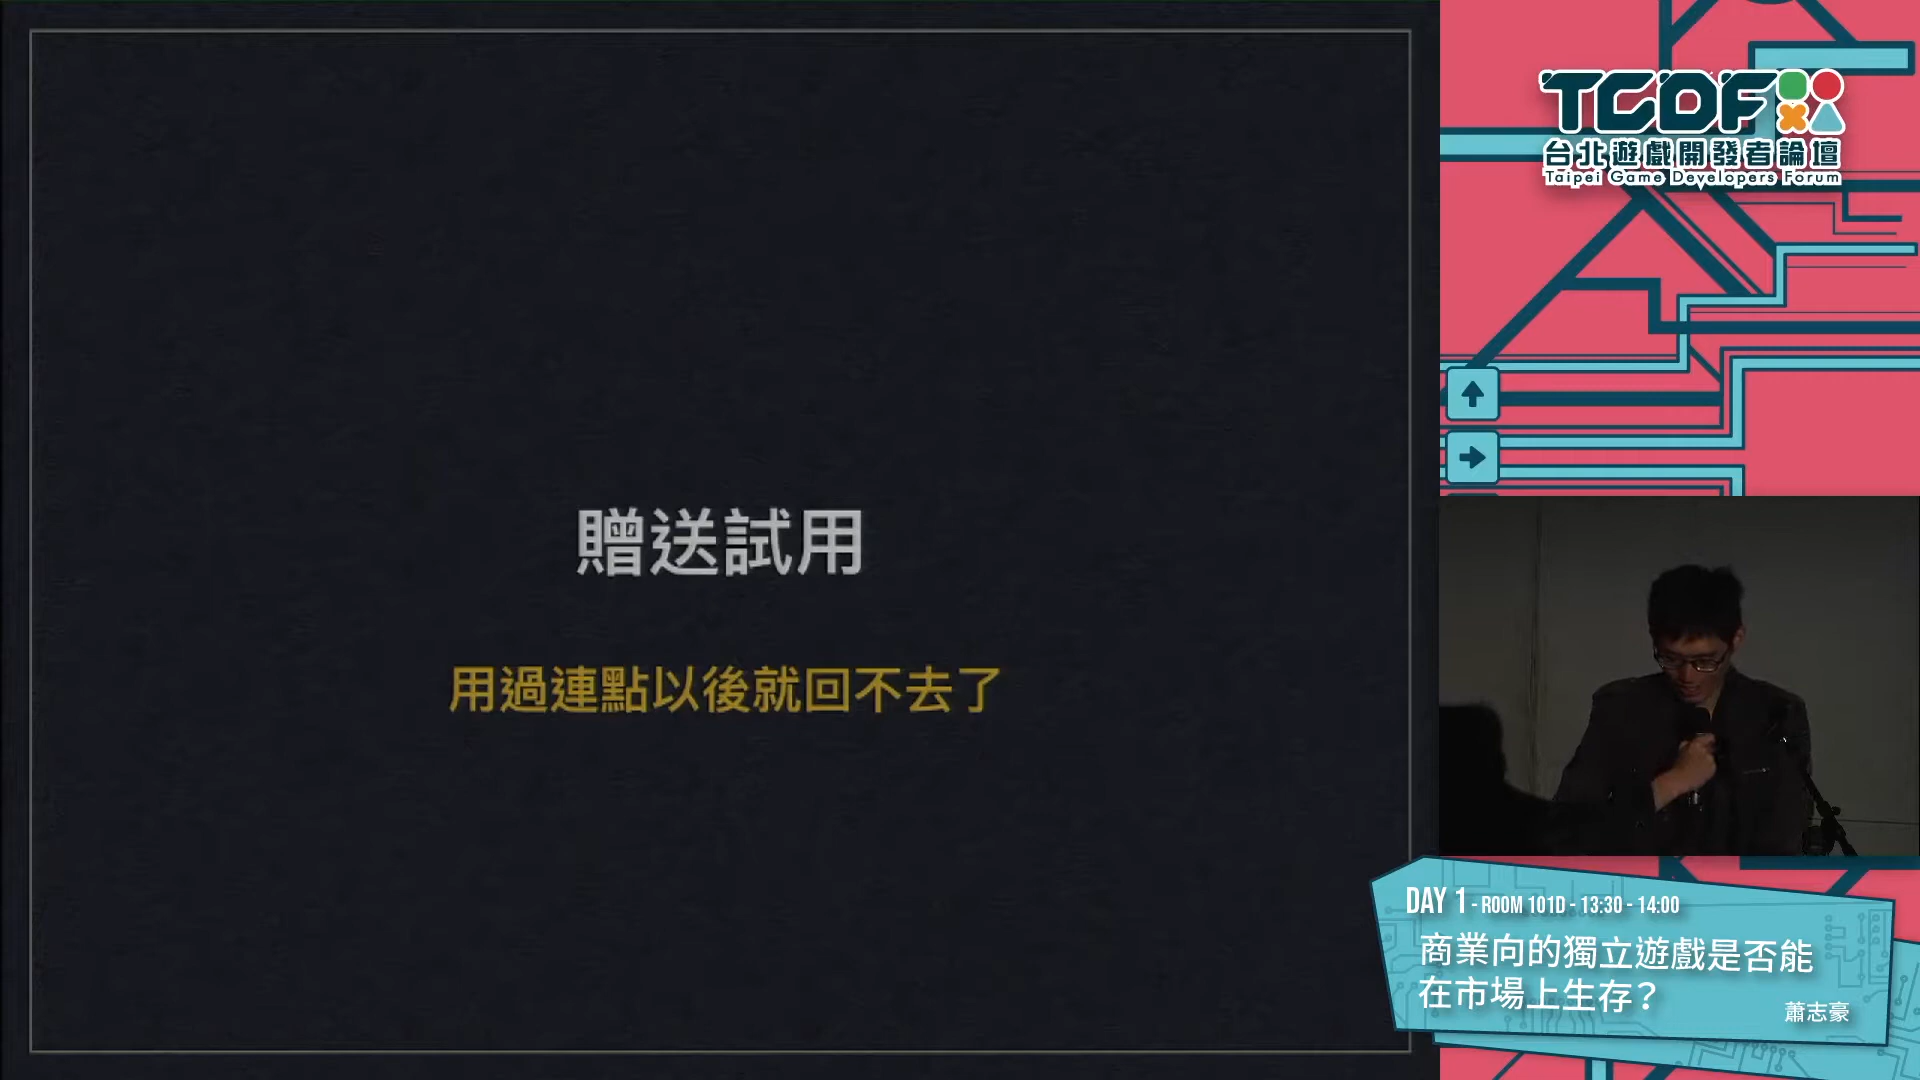 贈送試用
用過連點以後就回不去了
TGDF
台北遊戲開發者論壇
Taipei Game Developers Forum
DAY 1 - ROOM 101D - 13:30 - 14:00
商業向的獨立遊戲是否能
在市場上生存?
蕭志豪